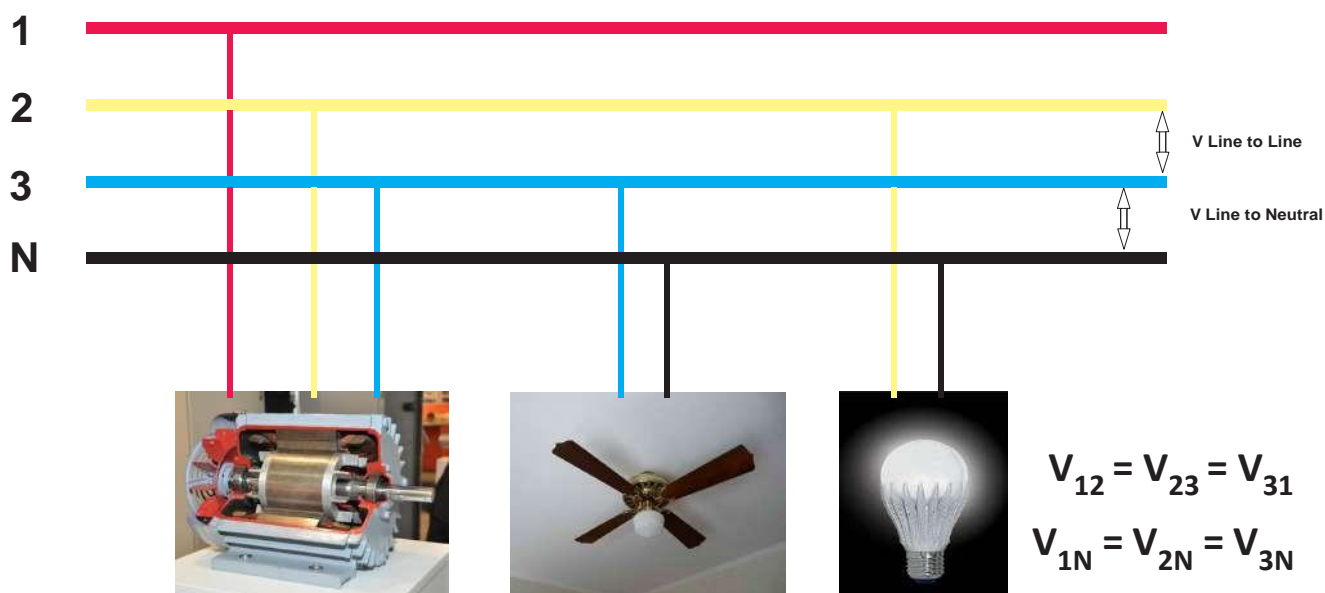 1
2
V Line to Line
3
V Line to Neutral
N
V12 = V23 = V31
V1N = V2N = V3N